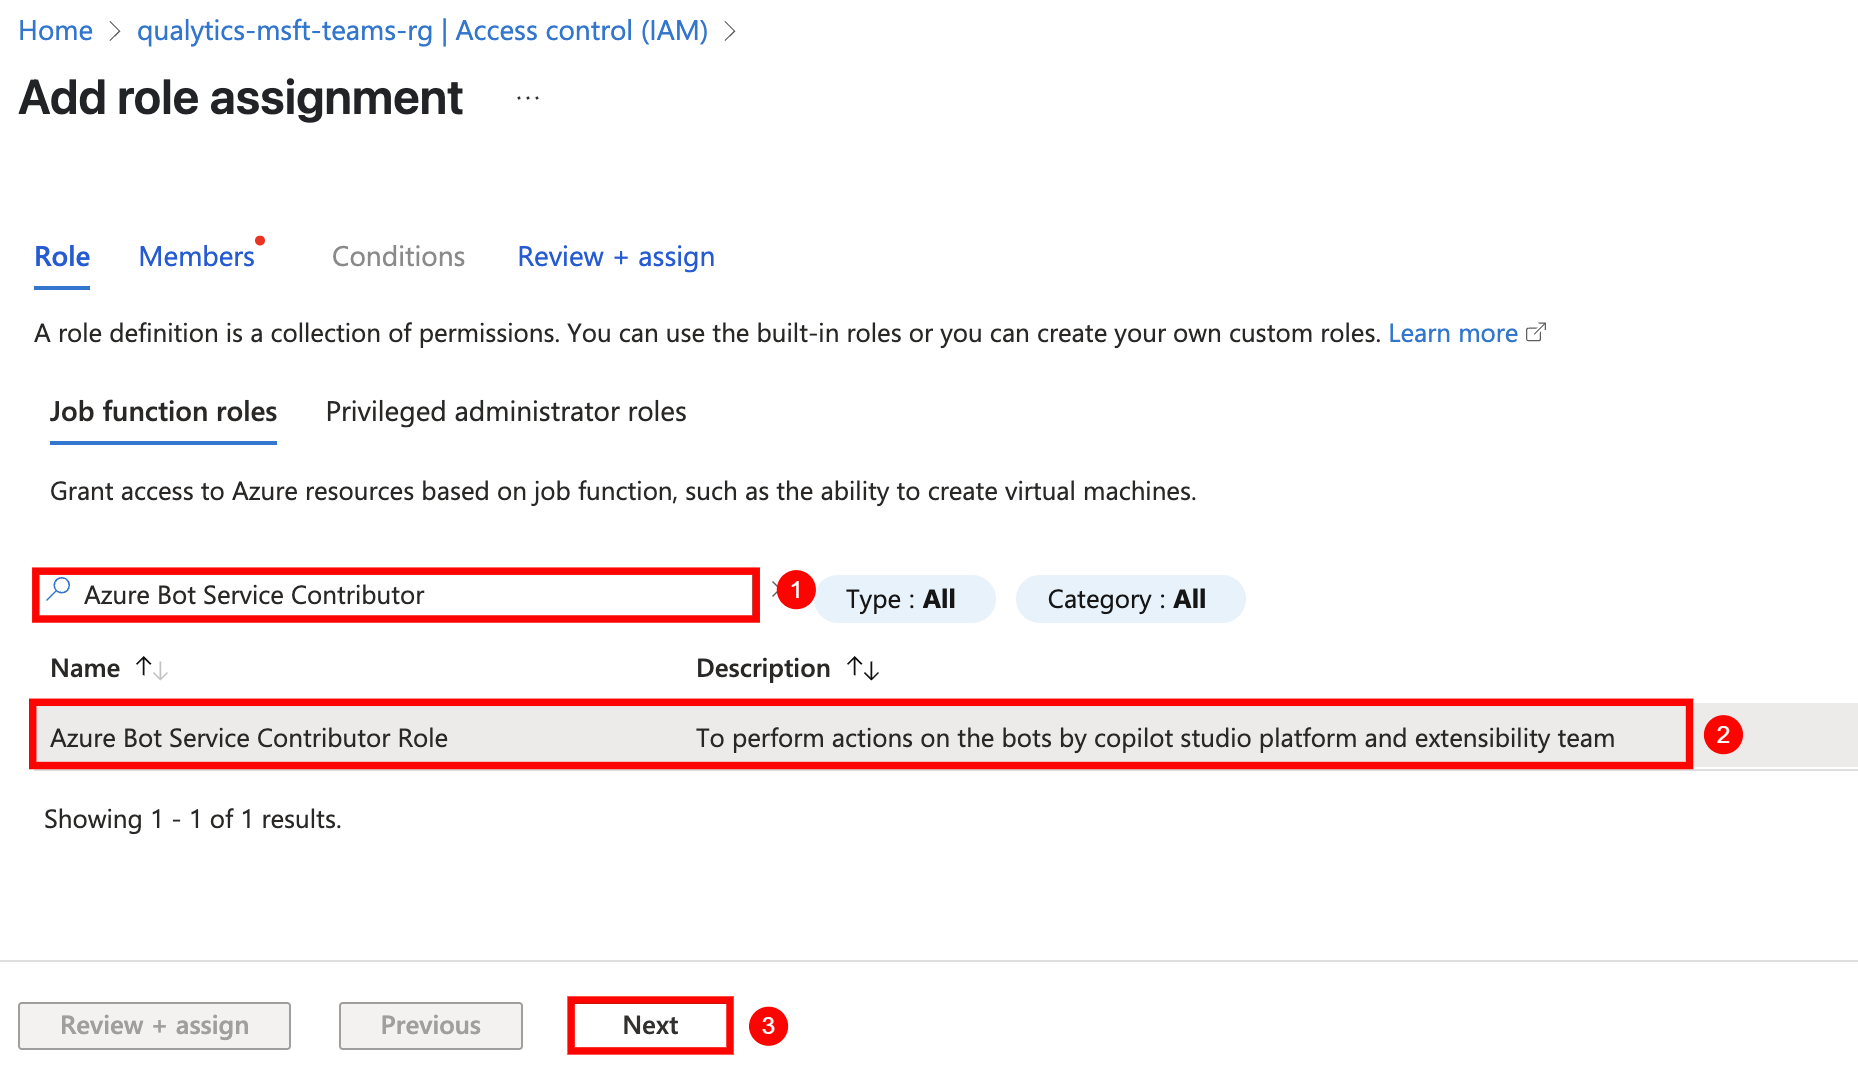 Home > qualytics-msft-teams-rg | Access control (IAM) >
Add role assignment ...
Role Members Conditions Review + assign
A role definition is a collection of permissions. You can use the built-in roles or you can create your own custom roles. Learn more
Job function roles Privileged administrator roles
Grant access to Azure resources based on job function, such as the ability to create virtual machines.
Azure Bot Service Contributor 1 Type : All Category : All
Name ↑↓ Description ↑↓
Azure Bot Service Contributor Role To perform actions on the bots by copilot studio platform and extensibility team 2
Showing 1 - 1 of 1 results.
Review + assign Previous Next 3